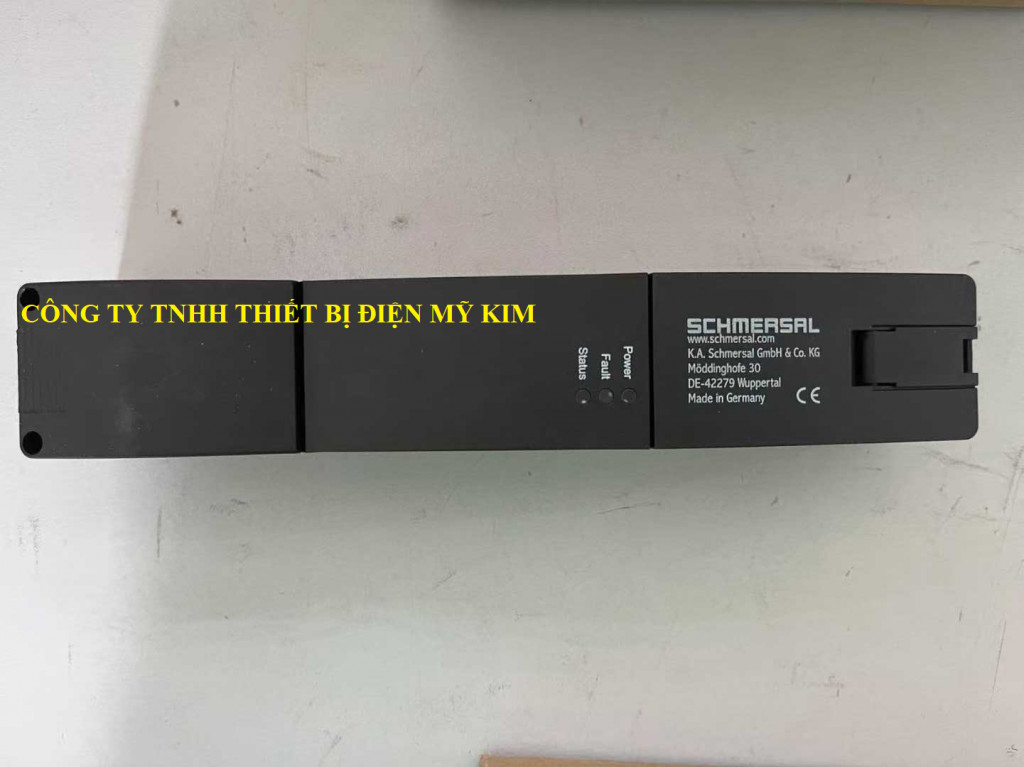 CÔNG TY TNHH THIẾT BỊ ĐIỆN MỸ KIM
Power
Fault
Status
SCHMERSAL
www.schmersal.com
K.A. Schmersal GmbH & Co. KG
Möddinghofe 30
DE-42279 Wuppertal
Made in Germany CE